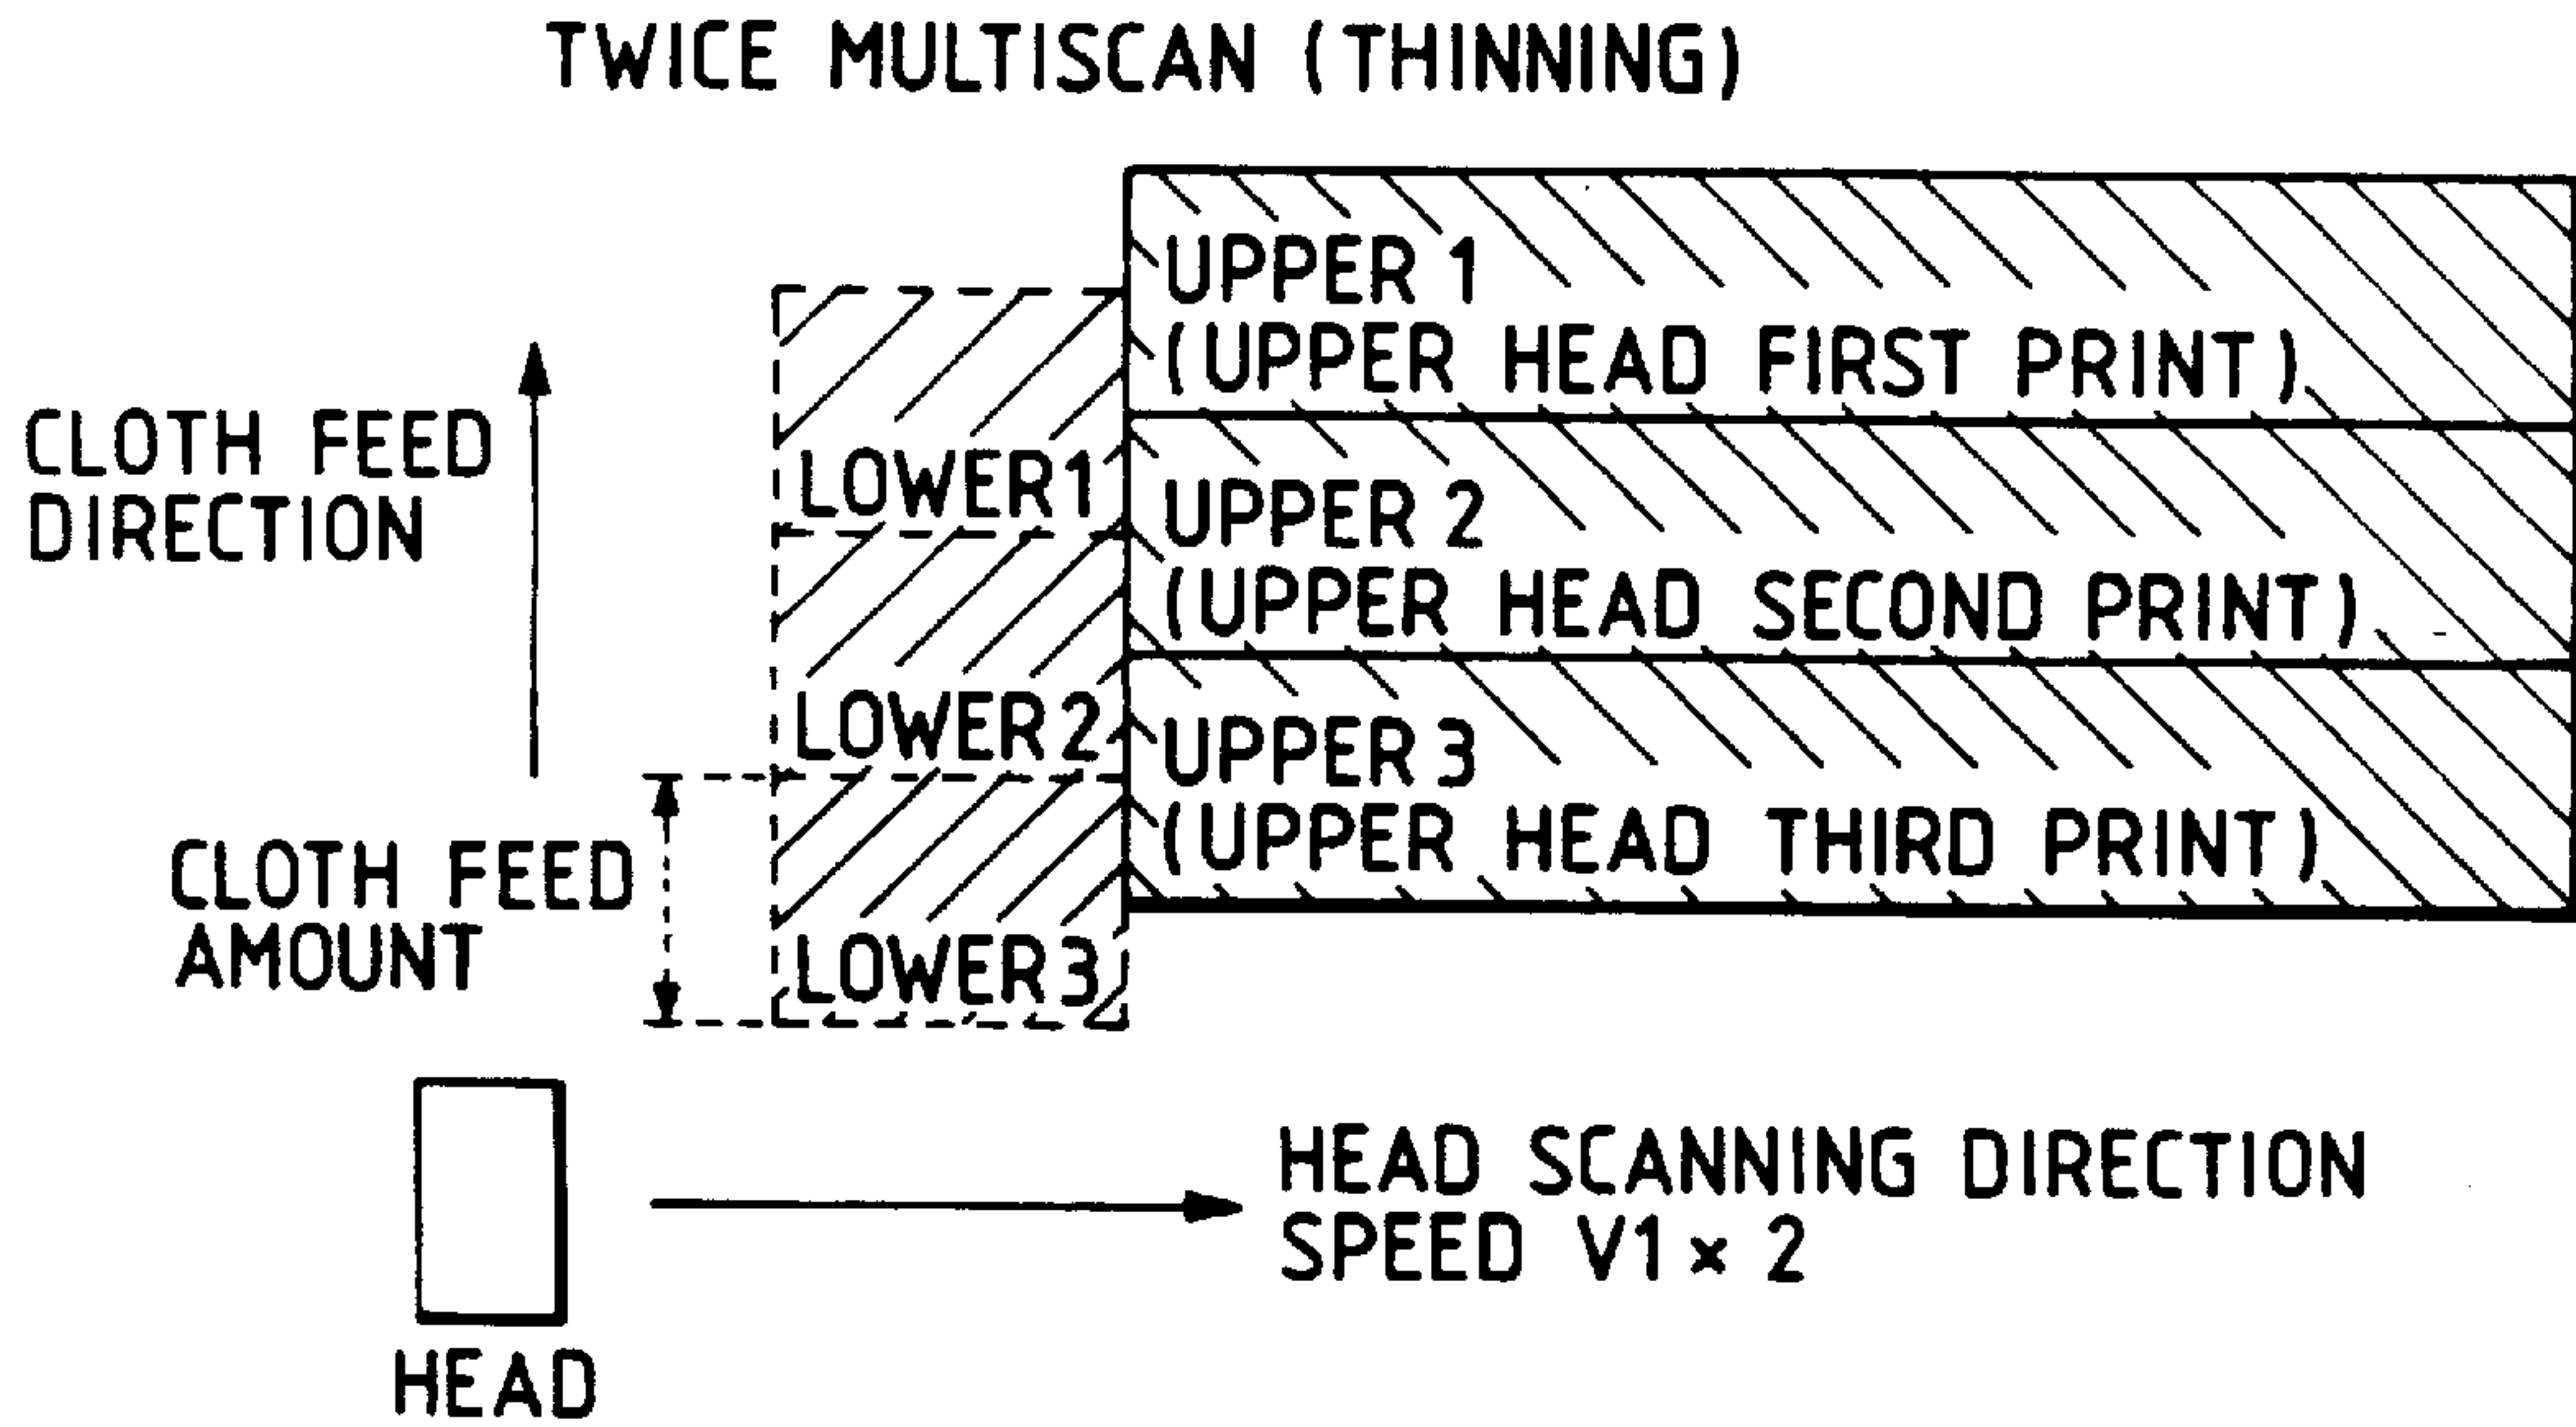 TWICE MULTISCAN (THINNING)
UPPER 1
(UPPER HEAD FIRST PRINT)
CLOTH FEED
DIRECTION
LOWER1
UPPER 2
(UPPER HEAD SECOND PRINT)
LOWER2
UPPER 3
(UPPER HEAD THIRD PRINT)
CLOTH FEED
AMOUNT
LOWER3
HEAD SCANNING DIRECTION
SPEED V1 × 2
HEAD